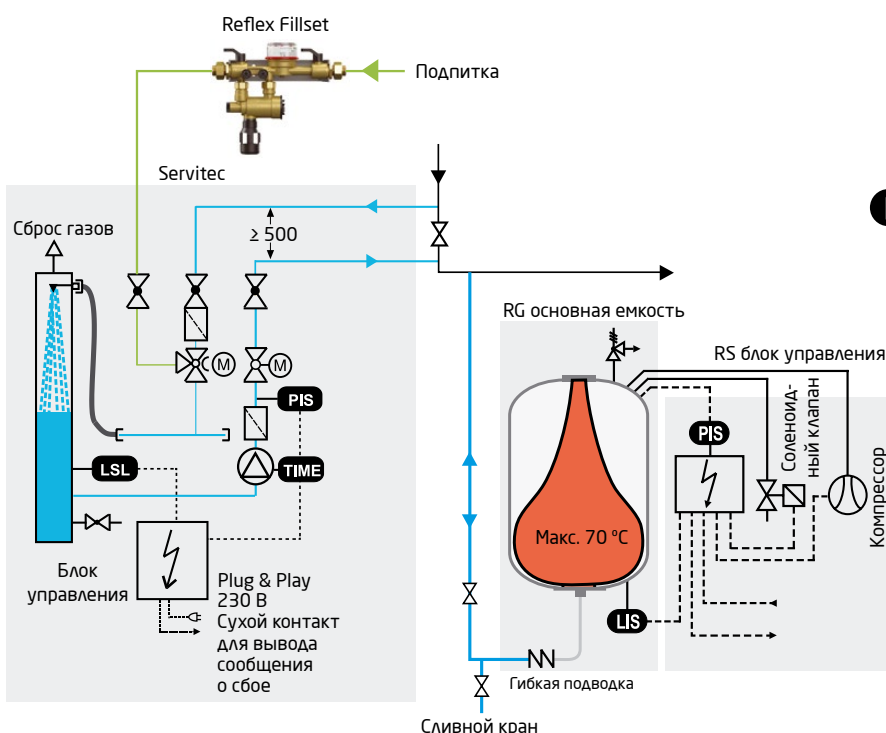 Reflex Fillset
Подпитка
Servitec
Сброс газов
≥ 500
M
M
PIS
LSL
TIME
Блок
управления
Plug & Play
230 В
Сухой контакт
для вывода
сообщения
о сбое
RG основная емкость
RS блок управления
PIS
Соленоид-
ный клапан
Компрессор
Макс. 70 °C
LIS
Гибкая подводка
Сливной кран